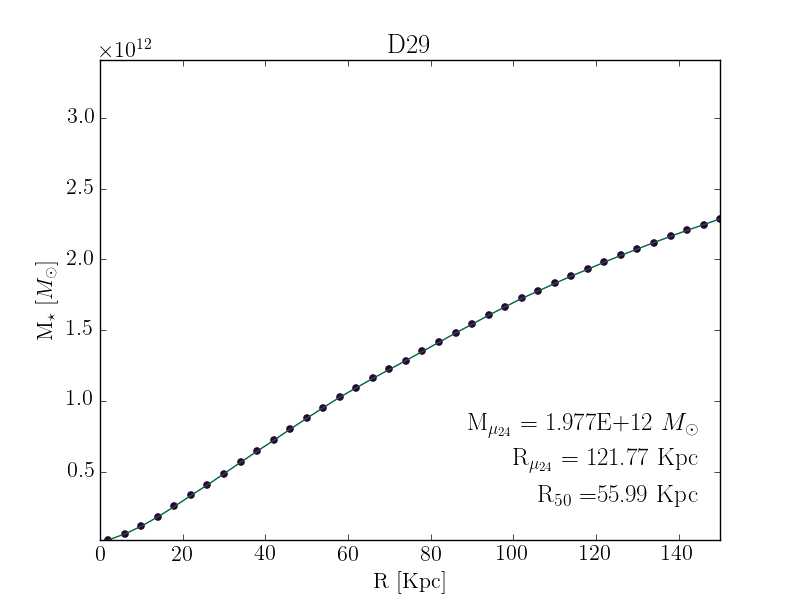 D29
×10¹²
3.0
2.5
2.0
1.5
1.0
0.5
M⋆ [M⊙]
M_μ24 = 1.977E+12 M⊙
R_μ24 = 121.77 Kpc
R50 =55.99 Kpc
0 20 40 60 80 100 120 140
R [Kpc]